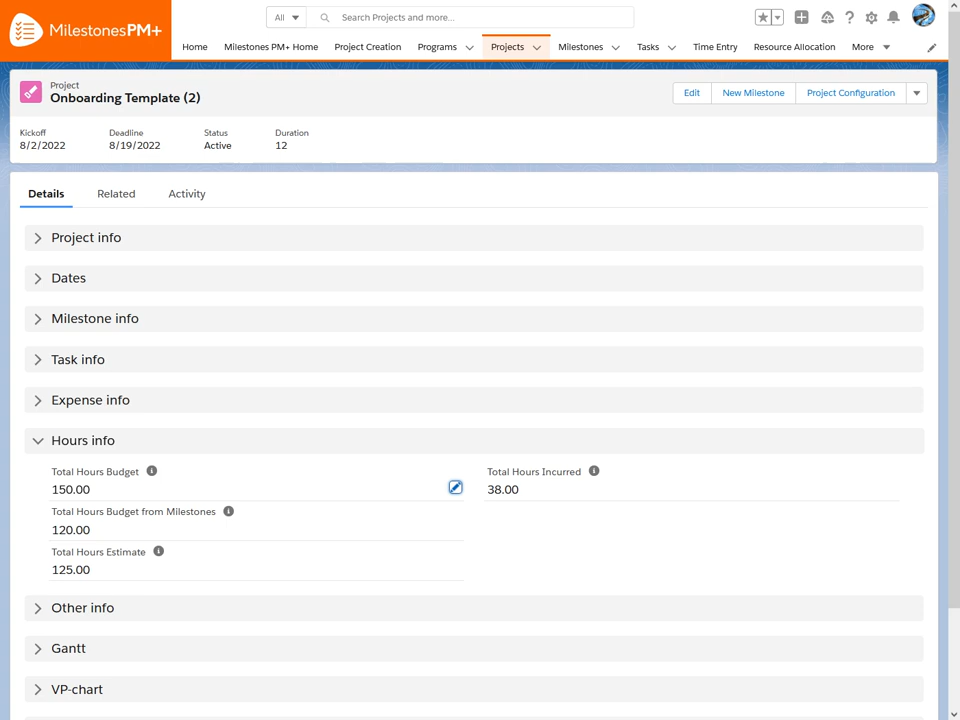 MilestonesPM+
All
Search Projects and more...
Home
Milestones PM+ Home
Project Creation
Programs
Projects
Milestones
Tasks
Time Entry
Resource Allocation
More
Project
Onboarding Template (2)
Edit
New Milestone
Project Configuration
Kickoff
Deadline
Status
Duration
8/2/2022
8/19/2022
Active
12
Details
Related
Activity
Project info
Dates
Milestone info
Task info
Expense info
Hours info
Total Hours Budget
150.00
Total Hours Incurred
38.00
Total Hours Budget from Milestones
120.00
Total Hours Estimate
125.00
Other info
Gantt
VP-chart